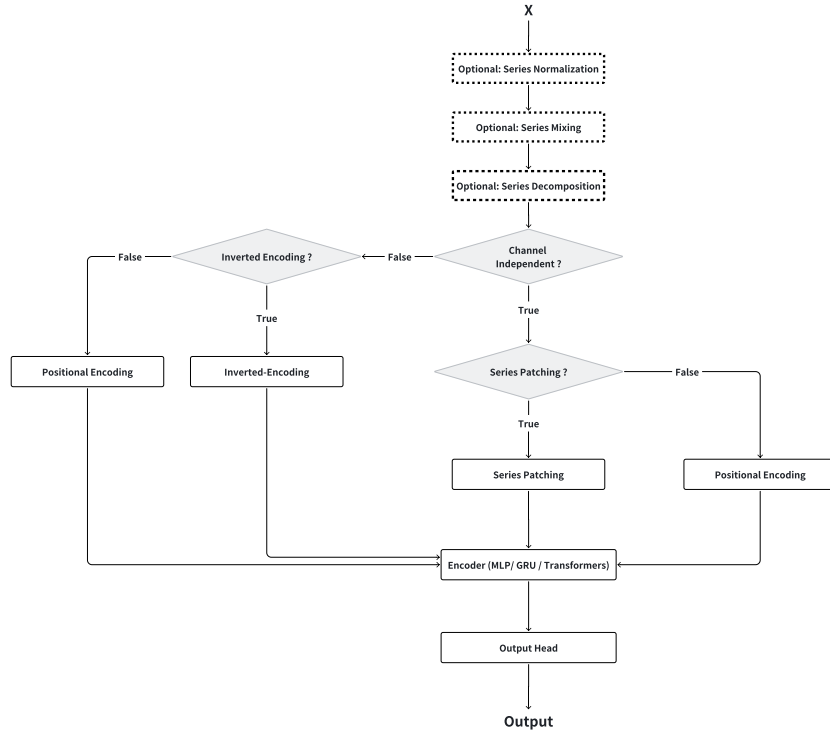 X
Optional: Series Normalization
Optional: Series Mixing
Optional: Series Decomposition
Channel
Independent ?
False
Inverted Encoding ?
False
True
True
Positional Encoding
Inverted-Encoding
Series Patching ?
False
True
Series Patching
Positional Encoding
Encoder (MLP/ GRU / Transformers)
Output Head
Output